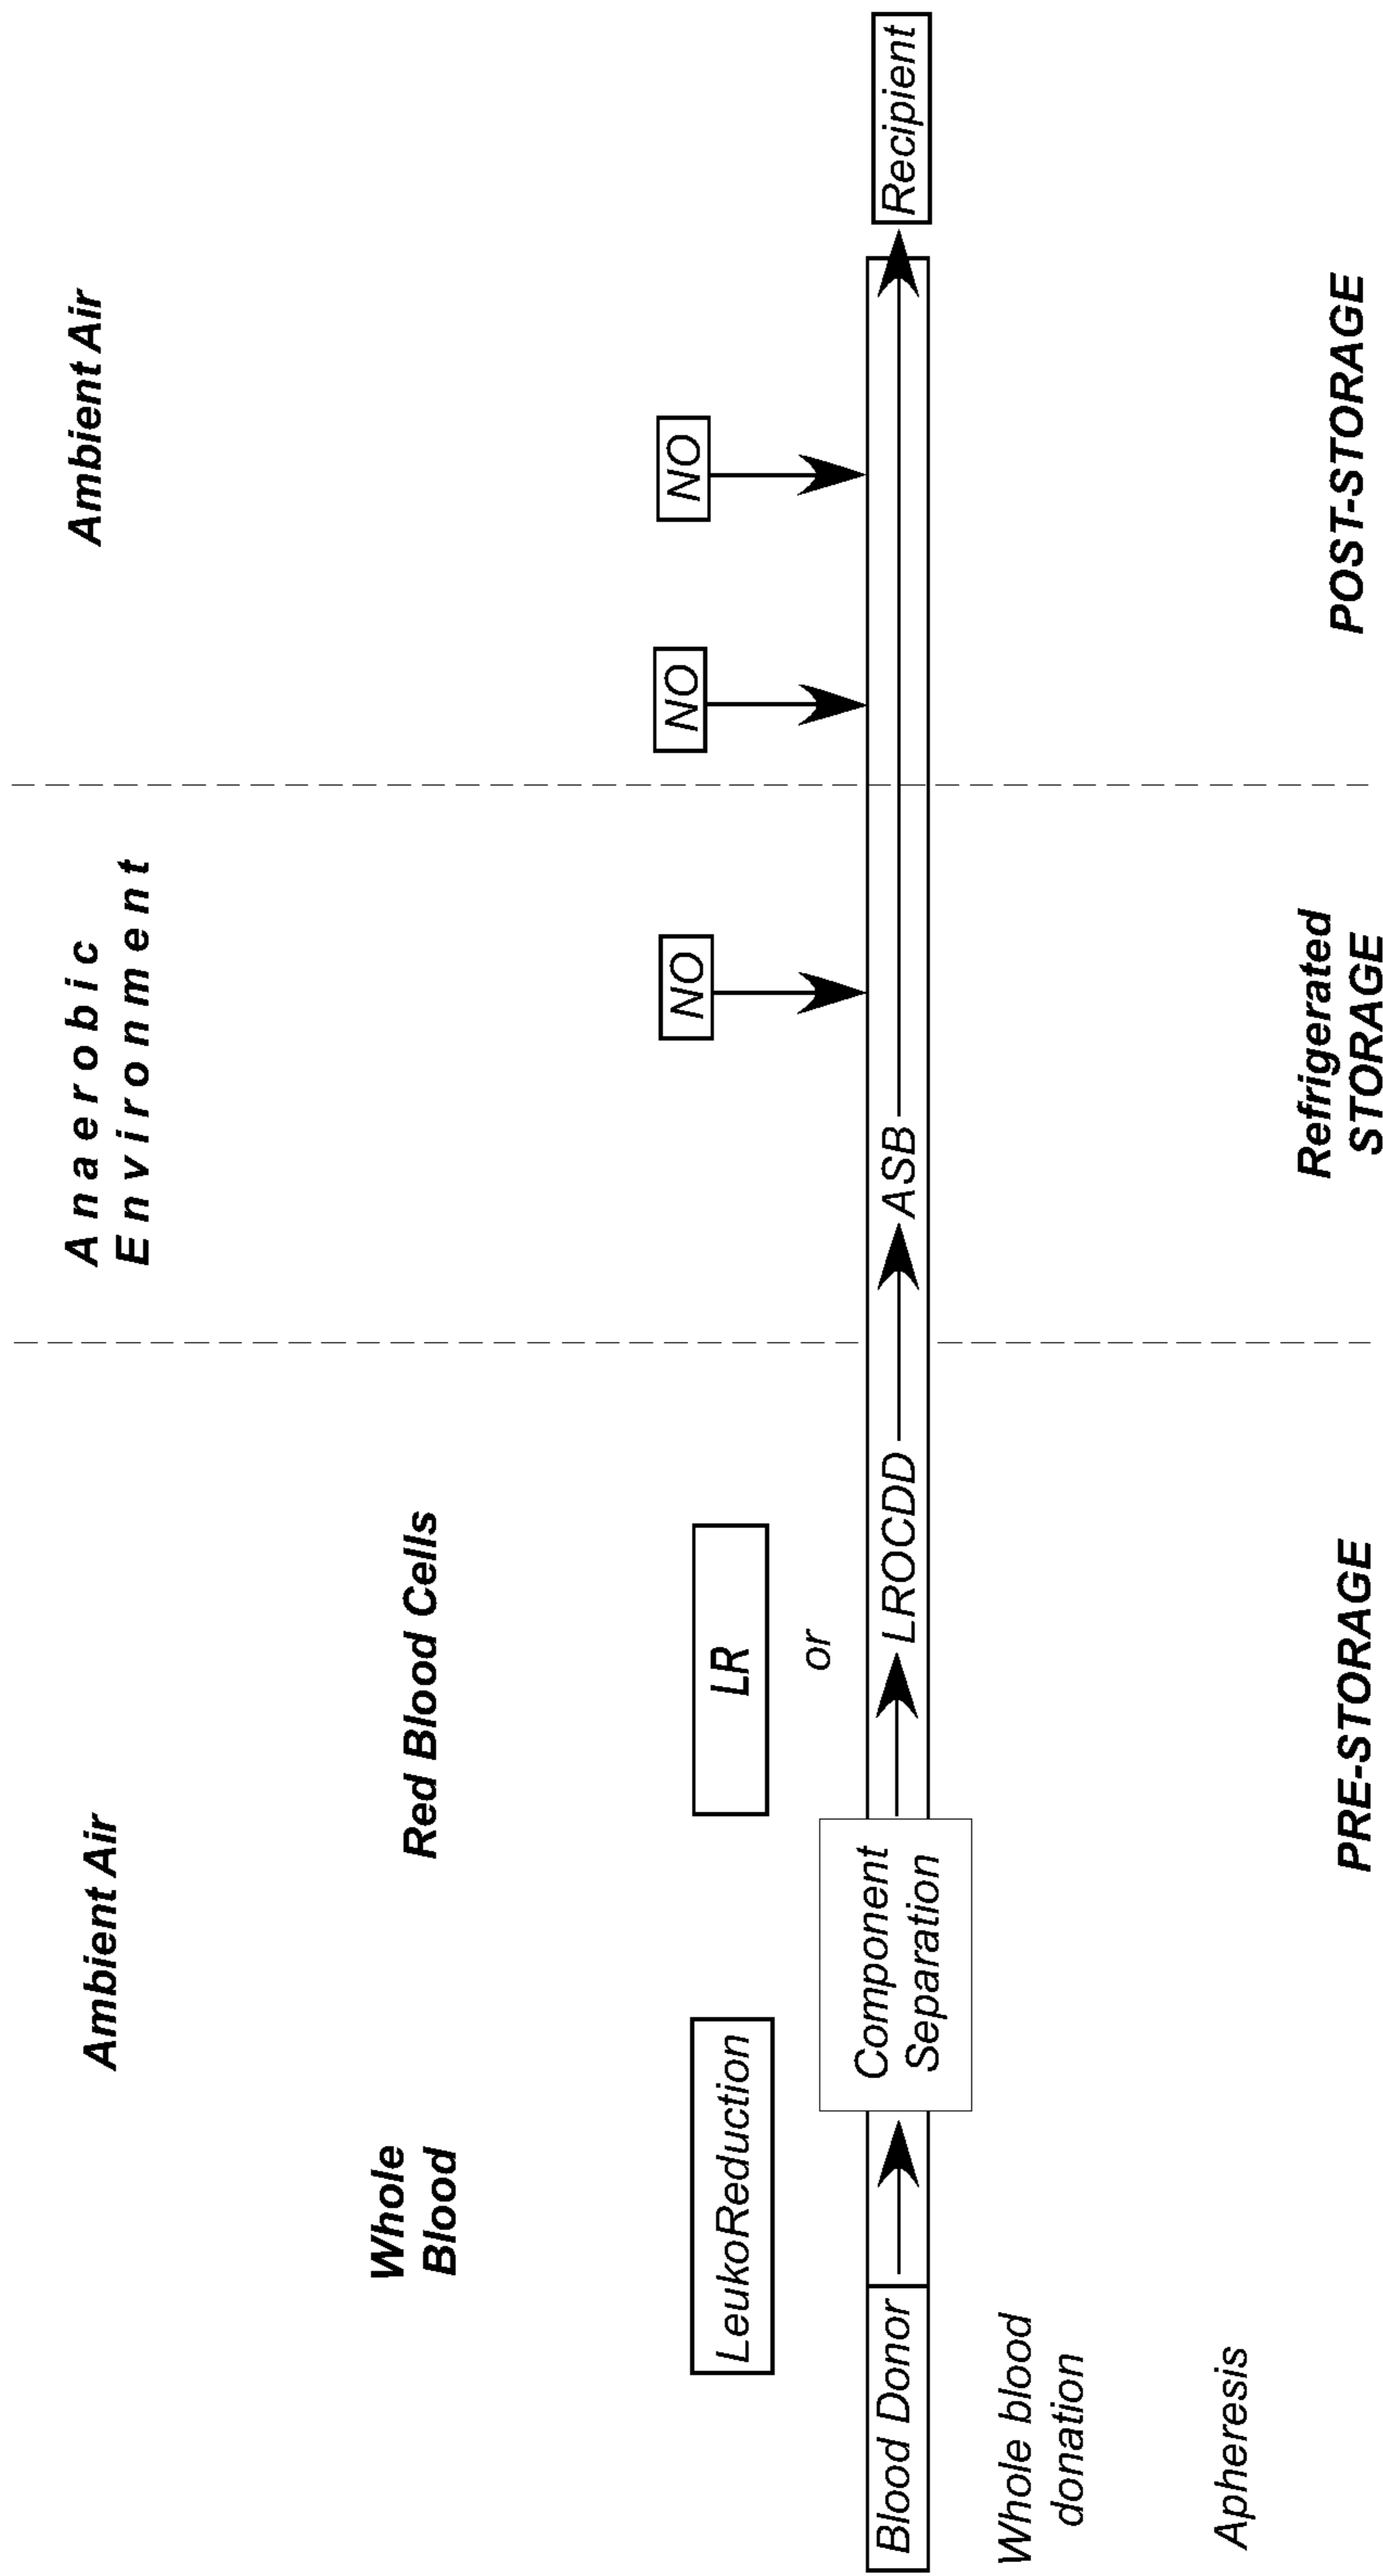 Ambient Air
Anaerobic
Environment
Ambient Air
Whole
Blood
Red Blood Cells
LeukoReduction
LR
or
NO
NO
NO
Blood Donor
Component
Separation
LROCDD
ASB
Recipient
Whole blood
donation
Apheresis
PRE-STORAGE
Refrigerated
STORAGE
POST-STORAGE